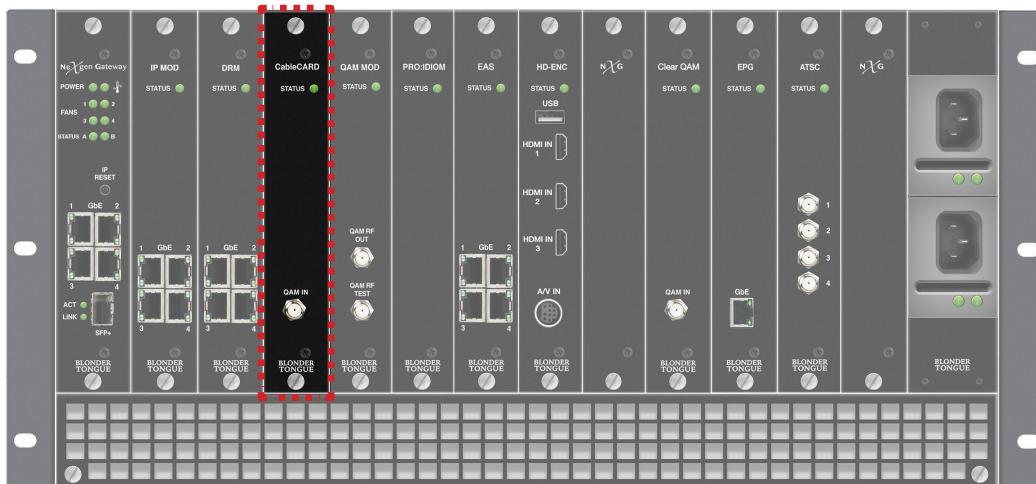 NeXgen Gateway
POWER
1 2
FANS
3 4
STATUS A B
IP
RESET
1 GbE 2
3 4
ACT
LINK
SFP+
BLONDER
TONGUE
IP MOD
STATUS
1 GbE 2
3 4
BLONDER
TONGUE
DRM
STATUS
1 GbE 2
3 4
BLONDER
TONGUE
CableCARD
STATUS
QAM IN
BLONDER
TONGUE
QAM MOD
STATUS
QAM RF
OUT
QAM RF
TEST
BLONDER
TONGUE
PRO:IDIOM
STATUS
BLONDER
TONGUE
EAS
STATUS
1 GbE 2
3 4
BLONDER
TONGUE
HD-ENC
STATUS
USB
HDMI IN
1
HDMI IN
2
HDMI IN
3
A/V IN
BLONDER
TONGUE
NXG
BLONDER
TONGUE
Clear QAM
STATUS
QAM IN
BLONDER
TONGUE
EPG
STATUS
GbE
BLONDER
TONGUE
ATSC
STATUS
1
2
3
4
BLONDER
TONGUE
NXG
BLONDER
TONGUE
BLONDER
TONGUE